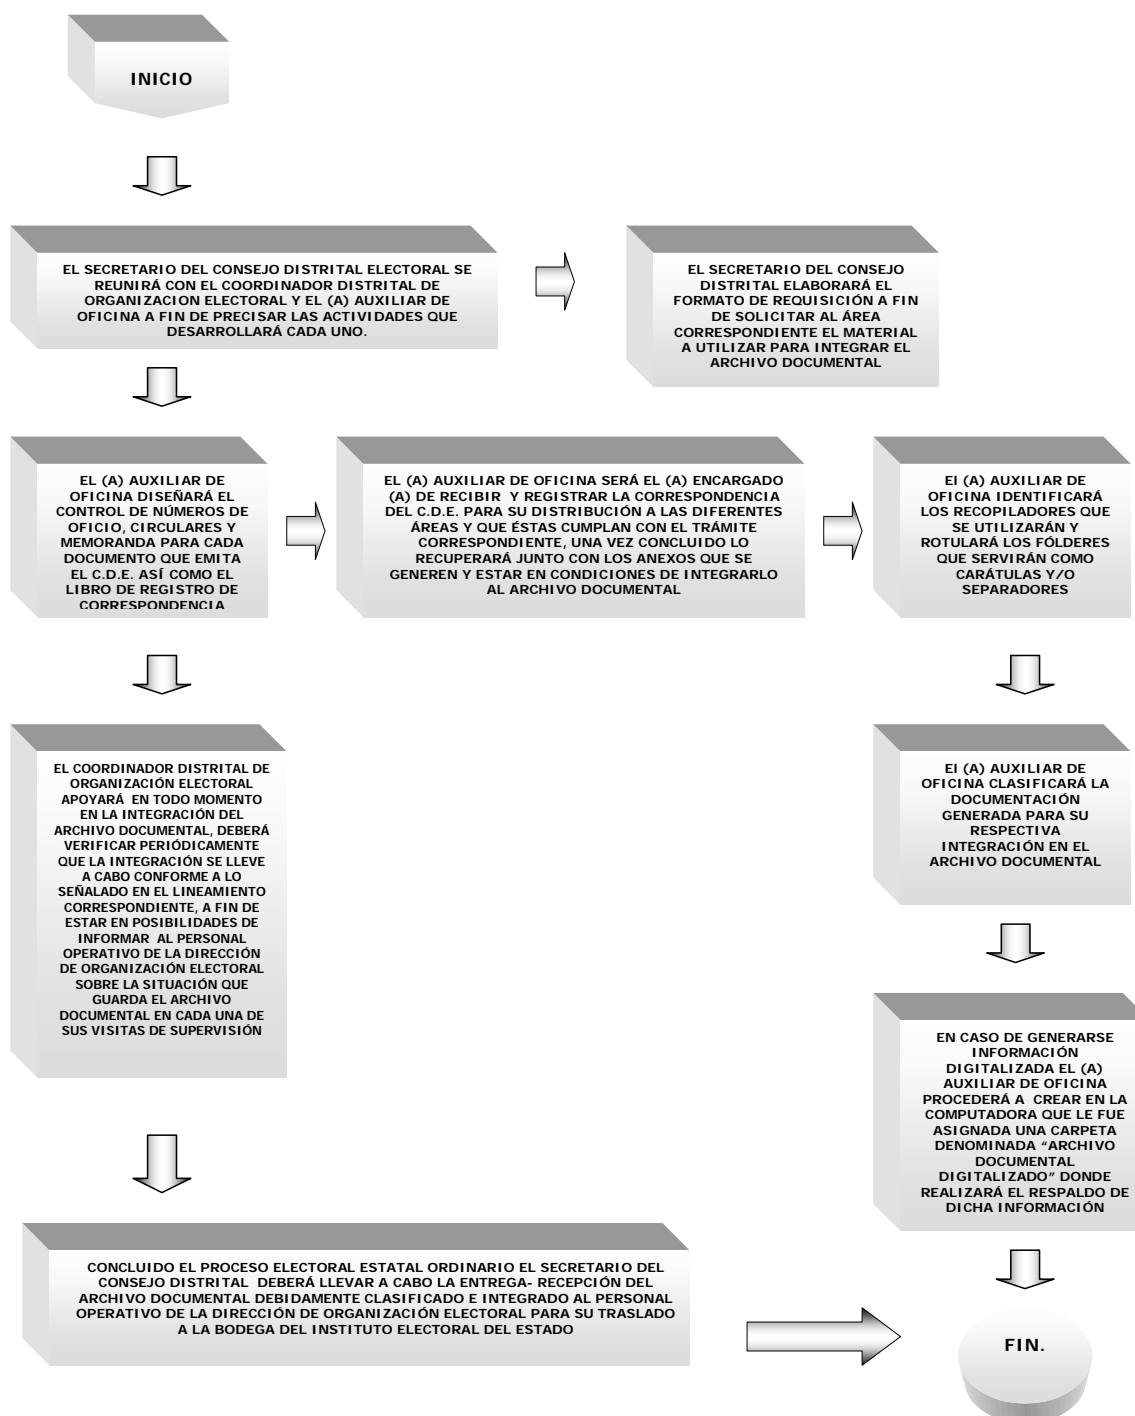 INICIO
EL SECRETARIO DEL CONSEJO DISTRITAL ELECTORAL SE
REUNIRÁ CON EL COORDINADOR DISTRITAL DE
ORGANIZACION ELECTORAL Y EL (A) AUXILIAR DE
OFICINA A FIN DE PRECISAR LAS ACTIVIDADES QUE
DESARROLLARÁ CADA UNO.
EL SECRETARIO DEL CONSEJO
DISTRITAL ELABORARÁ EL
FORMATO DE REQUISICIÓN A FIN
DE SOLICITAR AL ÁREA
CORRESPONDIENTE EL MATERIAL
A UTILIZAR PARA INTEGRAR EL
ARCHIVO DOCUMENTAL
EL (A) AUXILIAR DE
OFICINA DISEÑARÁ EL
CONTROL DE NÚMEROS DE
OFICIO, CIRCULARES Y
MEMORANDA PARA CADA
DOCUMENTO QUE EMITA
EL C.D.E. ASÍ COMO EL
LIBRO DE REGISTRO DE
CORRESPONDENCIA
EL (A) AUXILIAR DE OFICINA SERÁ EL (A) ENCARGADO
(A) DE RECIBIR Y REGISTRAR LA CORRESPONDENCIA
DEL C.D.E. PARA SU DISTRIBUCIÓN A LAS DIFERENTES
ÁREAS Y QUE ÉSTAS CUMPLAN CON EL TRÁMITE
CORRESPONDIENTE, UNA VEZ CONCLUIDO LO
RECUPERARÁ JUNTO CON LOS ANEXOS QUE SE
GENEREN Y ESTAR EN CONDICIONES DE INTEGRARLO
AL ARCHIVO DOCUMENTAL
El (A) AUXILIAR DE
OFICINA IDENTIFICARÁ
LOS RECOPILADORES QUE
SE UTILIZARÁN Y
ROTULARÁ LOS FÓLDERES
QUE SERVIRÁN COMO
CARÁTULAS Y/O
SEPARADORES
EL COORDINADOR DISTRITAL DE
ORGANIZACIÓN ELECTORAL
APOYARÁ EN TODO MOMENTO
EN LA INTEGRACIÓN DEL
ARCHIVO DOCUMENTAL, DEBERÁ
VERIFICAR PERIÓDICAMENTE
QUE LA INTEGRACIÓN SE LLEVE
A CABO CONFORME A LO
SEÑALADO EN EL LINEAMIENTO
CORRESPONDIENTE, A FIN DE
ESTAR EN POSIBILIDADES DE
INFORMAR AL PERSONAL
OPERATIVO DE LA DIRECCIÓN
DE ORGANIZACIÓN ELECTORAL
SOBRE LA SITUACIÓN QUE
GUARDA EL ARCHIVO
DOCUMENTAL EN CADA UNA DE
SUS VISITAS DE SUPERVISIÓN
El (A) AUXILIAR DE
OFICINA CLASIFICARÁ LA
DOCUMENTACIÓN
GENERADA PARA SU
RESPECTIVA
INTEGRACIÓN EN EL
ARCHIVO DOCUMENTAL
EN CASO DE GENERARSE
INFORMACIÓN
DIGITALIZADA EL (A)
AUXILIAR DE OFICINA
PROCEDERÁ A CREAR EN LA
COMPUTADORA QUE LE FUE
ASIGNADA UNA CARPETA
DENOMINADA “ARCHIVO
DOCUMENTAL
DIGITALIZADO” DONDE
REALIZARÁ EL RESPALDO DE
DICHA INFORMACIÓN
CONCLUIDO EL PROCESO ELECTORAL ESTATAL ORDINARIO EL SECRETARIO DEL
CONSEJO DISTRITAL DEBERÁ LLEVAR A CABO LA ENTREGA- RECEPCIÓN DEL
ARCHIVO DOCUMENTAL DEBIDAMENTE CLASIFICADO E INTEGRADO AL PERSONAL
OPERATIVO DE LA DIRECCIÓN DE ORGANIZACIÓN ELECTORAL PARA SU TRASLADO
A LA BODEGA DEL INSTITUTO ELECTORAL DEL ESTADO
FIN.